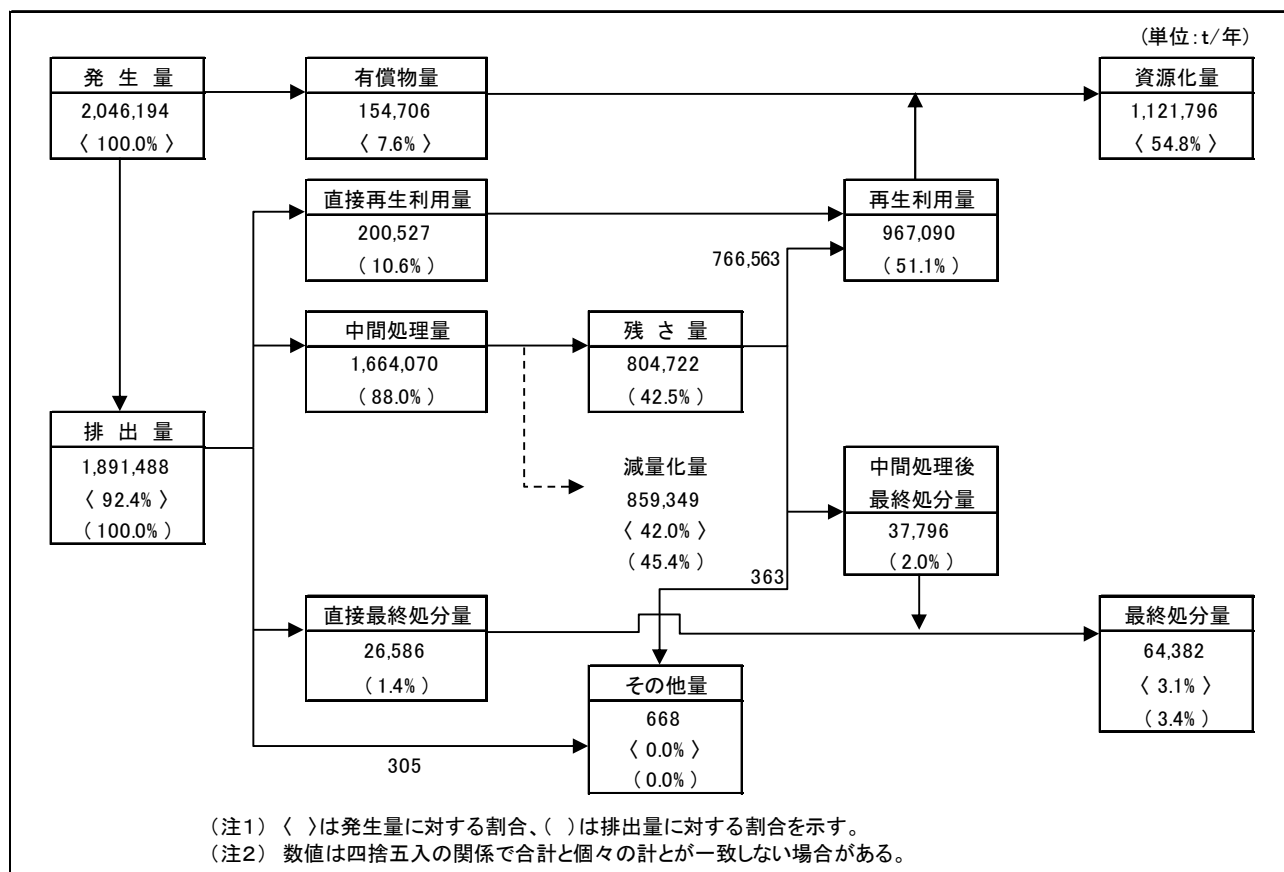 (単位:t/年)
発 生 量
2,046,194
〈 100.0% 〉
有償物量
154,706
〈 7.6% 〉
資源化量
1,121,796
〈 54.8% 〉
直接再生利用量
200,527
( 10.6% )
再生利用量
967,090
( 51.1% )
766,563
中間処理量
1,664,070
( 88.0% )
残 さ 量
804,722
( 42.5% )
排 出 量
1,891,488
〈 92.4% 〉
( 100.0% )
減量化量
859,349
〈 42.0% 〉
( 45.4% )
中間処理後
最終処分量
37,796
( 2.0% )
363
直接最終処分量
26,586
( 1.4% )
最終処分量
64,382
〈 3.1% 〉
( 3.4% )
その他量
668
〈 0.0% 〉
( 0.0% )
305
(注1) 〈 〉は発生量に対する割合、( )は排出量に対する割合を示す。
(注2) 数値は四捨五入の関係で合計と個々の計とが一致しない場合がある。